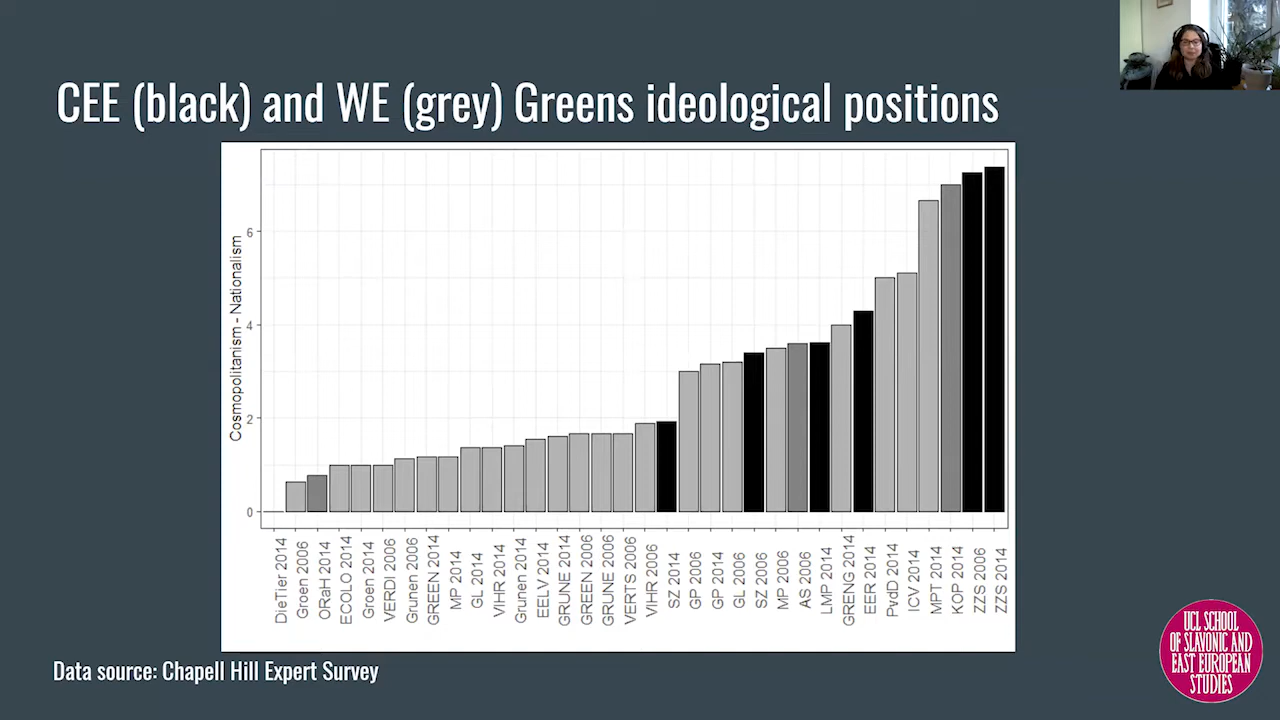 CEE (black) and WE (grey) Greens ideological positions
Cosmopolitanism - Nationalism
6
4
2
0
DieTier 2014
Groen 2006
ORaH 2014
ECOLO 2014
Groen 2014
VERDI 2006
Grunen 2006
GREEN 2014
MP 2014
GL 2014
VIHR 2014
Grunen 2014
EELV 2014
GRUNE 2014
GREEN 2006
GRUNE 2006
VERTS 2006
VIHR 2006
SZ 2014
GP 2006
GP 2014
GL 2006
SZ 2006
MP 2006
AS 2006
LMP 2014
GRENG 2014
EER 2014
PvdD 2014
ICV 2014
MPT 2014
KOP 2014
ZZS 2006
ZZS 2014
Data source: Chapell Hill Expert Survey
UCL SCHOOL
OF SLAVONIC AND
EAST EUROPEAN
STUDIES